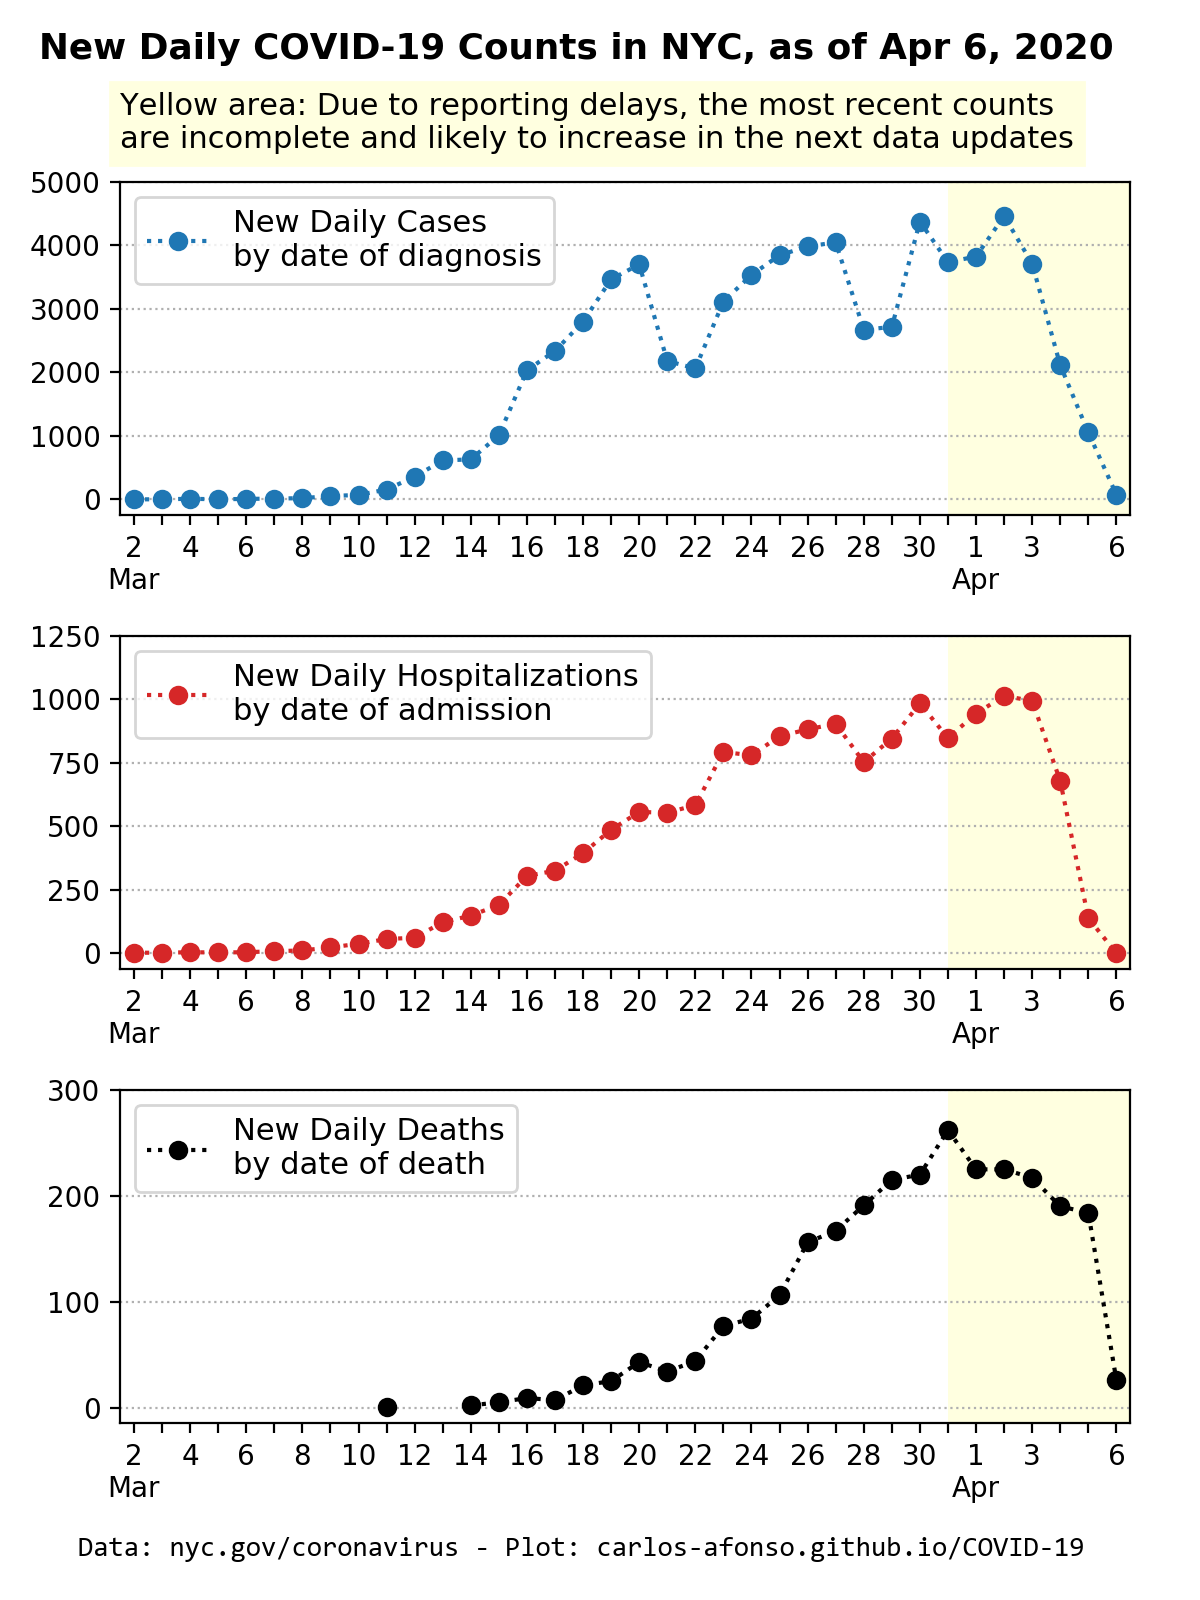 New Daily COVID-19 Counts in NYC, as of Apr 6, 2020
Yellow area: Due to reporting delays, the most recent counts
are incomplete and likely to increase in the next data updates
5000
4000
3000
2000
1000
0
New Daily Cases
by date of diagnosis
2 4 6 8 10 12 14 16 18 20 22 24 26 28 30 1 3 6
Mar Apr
1250
1000
750
500
250
0
New Daily Hospitalizations
by date of admission
2 4 6 8 10 12 14 16 18 20 22 24 26 28 30 1 3 6
Mar Apr
300
200
100
0
New Daily Deaths
by date of death
2 4 6 8 10 12 14 16 18 20 22 24 26 28 30 1 3 6
Mar Apr
Data: nyc.gov/coronavirus - Plot: carlos-afonso.github.io/COVID-19